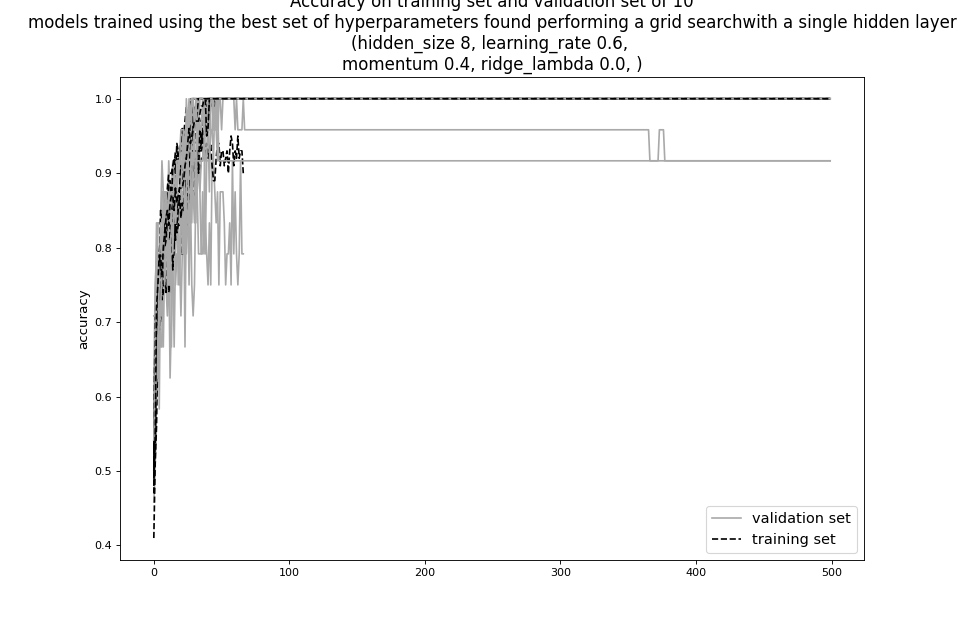 Accuracy on training set and validation set of 10
models trained using the best set of hyperparameters found performing a grid searchwith a single hidden layer
(hidden_size 8, learning_rate 0.6,
momentum 0.4, ridge_lambda 0.0, )
1.0
0.9
0.8
0.7
0.6
0.5
0.4
accuracy
validation set
training set
0 100 200 300 400 500